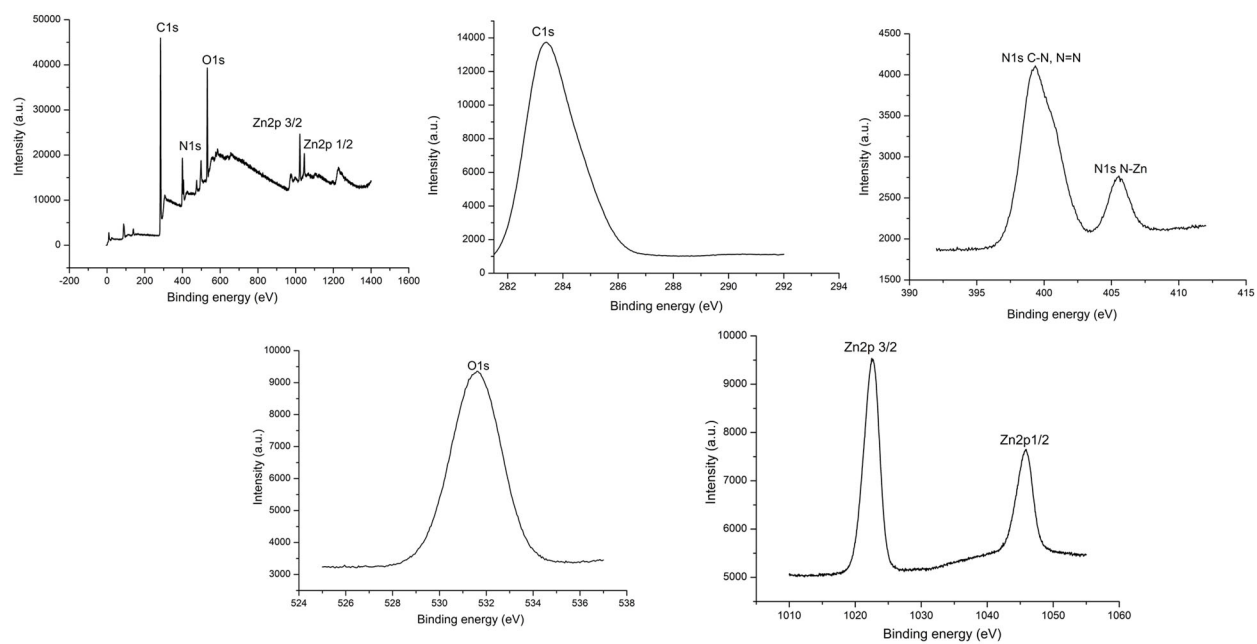 50000
40000
30000
20000
10000
0
Intensity (a.u.)
C1s
O1s
N1s
Zn2p 3/2
Zn2p 1/2
-200 0 200 400 600 800 1000 1200 1400 1600
Binding energy (eV)
14000
12000
10000
8000
6000
4000
2000
0
Intensity (a.u.)
C1s
282 284 286 288 290 292 294
Binding energy (eV)
4500
4000
3500
3000
2500
2000
1500
Intensity (a.u.)
N1s C-N, N=N
N1s N-Zn
390 395 400 405 410 415
Binding energy (eV)
10000
9000
8000
7000
6000
5000
4000
3000
Intensity (a.u.)
O1s
524 526 528 530 532 534 536 538
Binding energy (eV)
10000
9000
8000
7000
6000
5000
Intensity (a.u.)
Zn2p 3/2
Zn2p1/2
1010 1020 1030 1040 1050 1060
Binding energy (eV)